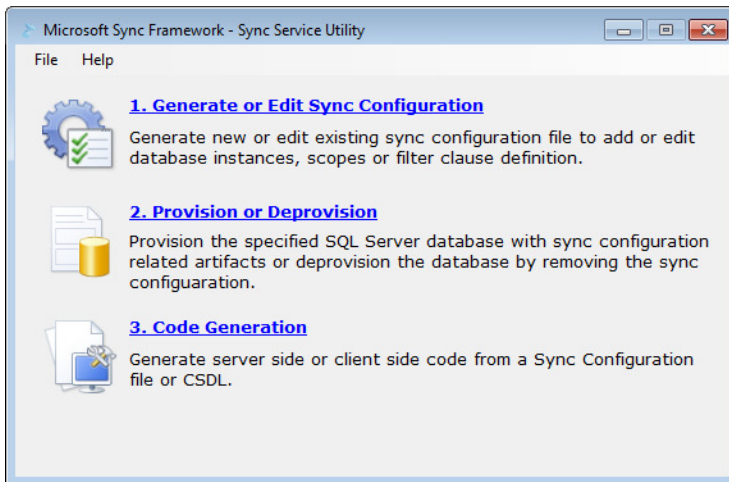 Microsoft Sync Framework - Sync Service Utility
File Help
1. Generate or Edit Sync Configuration
Generate new or edit existing sync configuration file to add or edit
database instances, scopes or filter clause definition.
2. Provision or Deprovision
Provision the specified SQL Server database with sync configuration
related artifacts or deprovision the database by removing the sync
configuaration.
3. Code Generation
Generate server side or client side code from a Sync Configuration
file or CSDL.